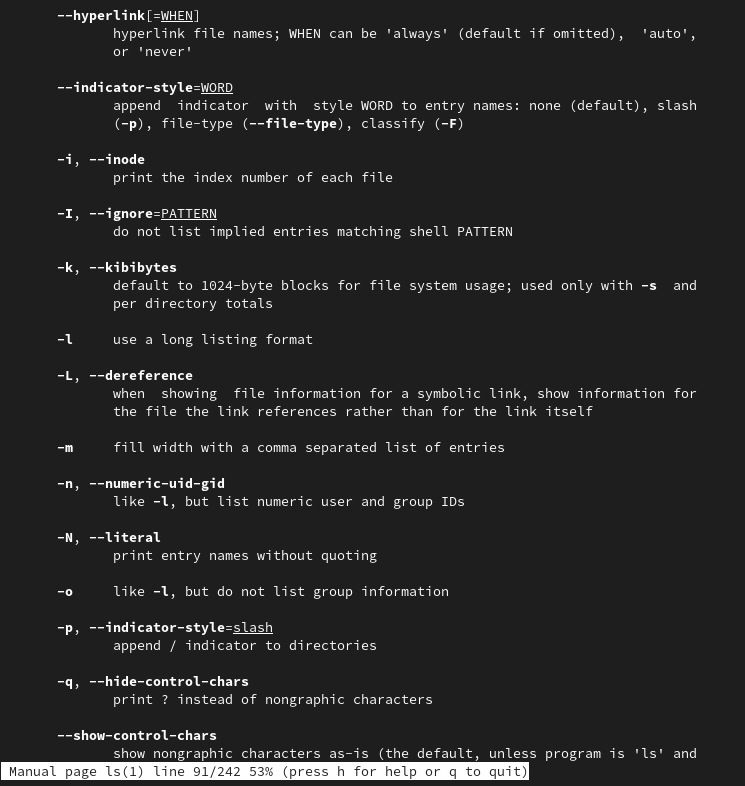 --hyperlink[=WHEN]
hyperlink file names; WHEN can be 'always' (default if omitted),  'auto',
or 'never'
--indicator-style=WORD
append  indicator  with  style WORD to entry names: none (default), slash
(-p), file-type (--file-type), classify (-F)
-i, --inode
print the index number of each file
-I, --ignore=PATTERN
do not list implied entries matching shell PATTERN
-k, --kibibytes
default to 1024-byte blocks for file system usage; used only with -s  and
per directory totals
-l     use a long listing format
-L, --dereference
when  showing  file information for a symbolic link, show information for
the file the link references rather than for the link itself
-m     fill width with a comma separated list of entries
-n, --numeric-uid-gid
like -l, but list numeric user and group IDs
-N, --literal
print entry names without quoting
-o     like -l, but do not list group information
-p, --indicator-style=slash
append / indicator to directories
-q, --hide-control-chars
print ? instead of nongraphic characters
--show-control-chars
show nongraphic characters as-is (the default, unless program is 'ls' and
Manual page ls(1) line 91/242 53% (press h for help or q to quit)